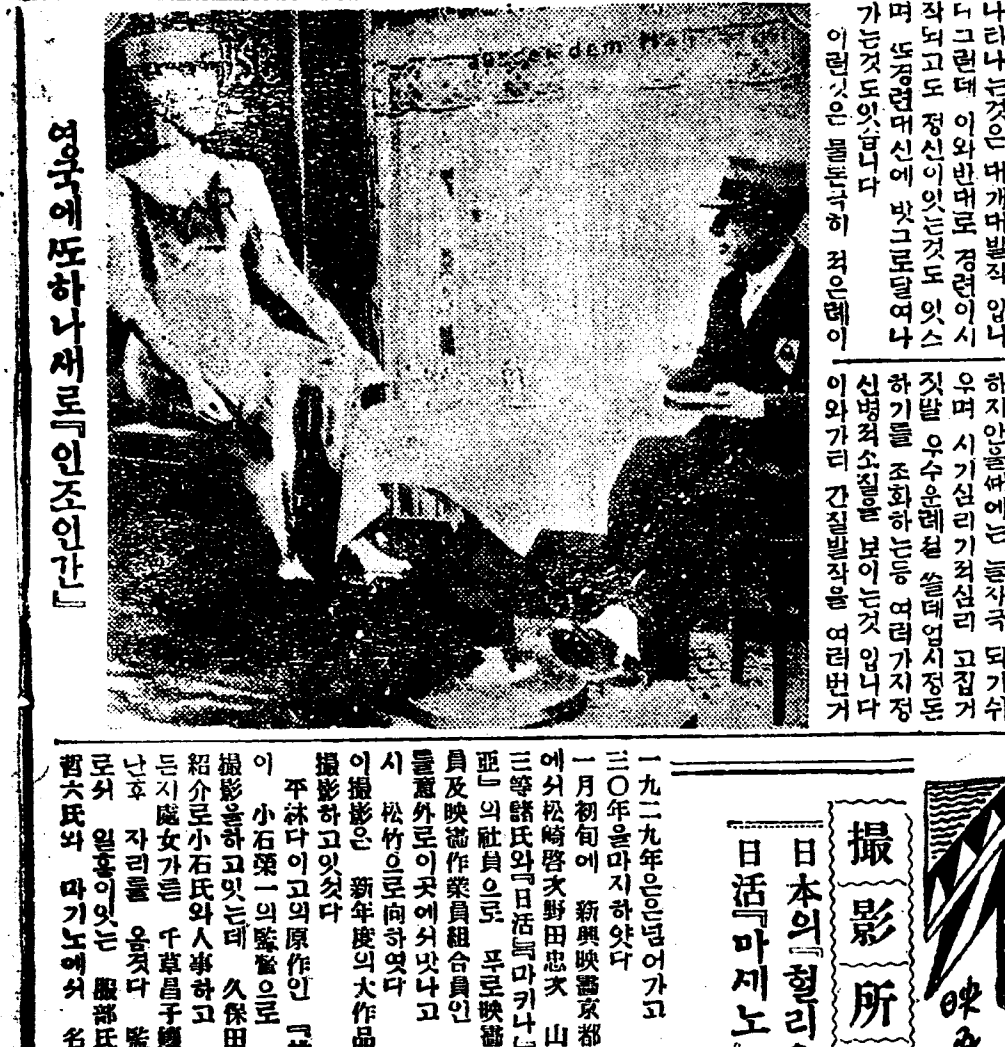 나타나는것은 대개대발작 입니
다 그런데 이와반대로 경련이시
작되고도 정신이잇는것도 잇스
며 또경련대신에 밧그로달여나
가는것도잇슴니다
이런것은 물론극히 적은례이
하지안을때에는
우며 시기심리기적심리 고집거
짓말 우수운례절 쓸데업시정돈
하기를 조화하는등 여러가지정
신병적소질을 보이는것 입니다
이와가티 간질발작을 여러번거
영국에또하나새로『인조인간』
撮影所
日本의『헐리
日活『마세노
映
一九二九年은넘어가고
三〇年을마지하얏다
一月初旬에 新興映畵京都
에서松崎啓次野田忠次 山
三等諸氏와『日活』『마키나』
亞』의社員으로 푸로映畵
員及映畵作業員組合員인
들意外로이곳에서맛나고
시 松竹으로向하엿다
이撮影은 新年度의大作品
撮影하고잇섯다
平林다이고의原作인
이 小石榮一의監督으로
撮影을하고잇는데 久保田
紹介로小石氏와人事하고
든지處女가튼 千草昌子
난후 자리를 옴겻다 監
로서 일흠이잇는 服部氏
哲六氏와 마기노에서 名